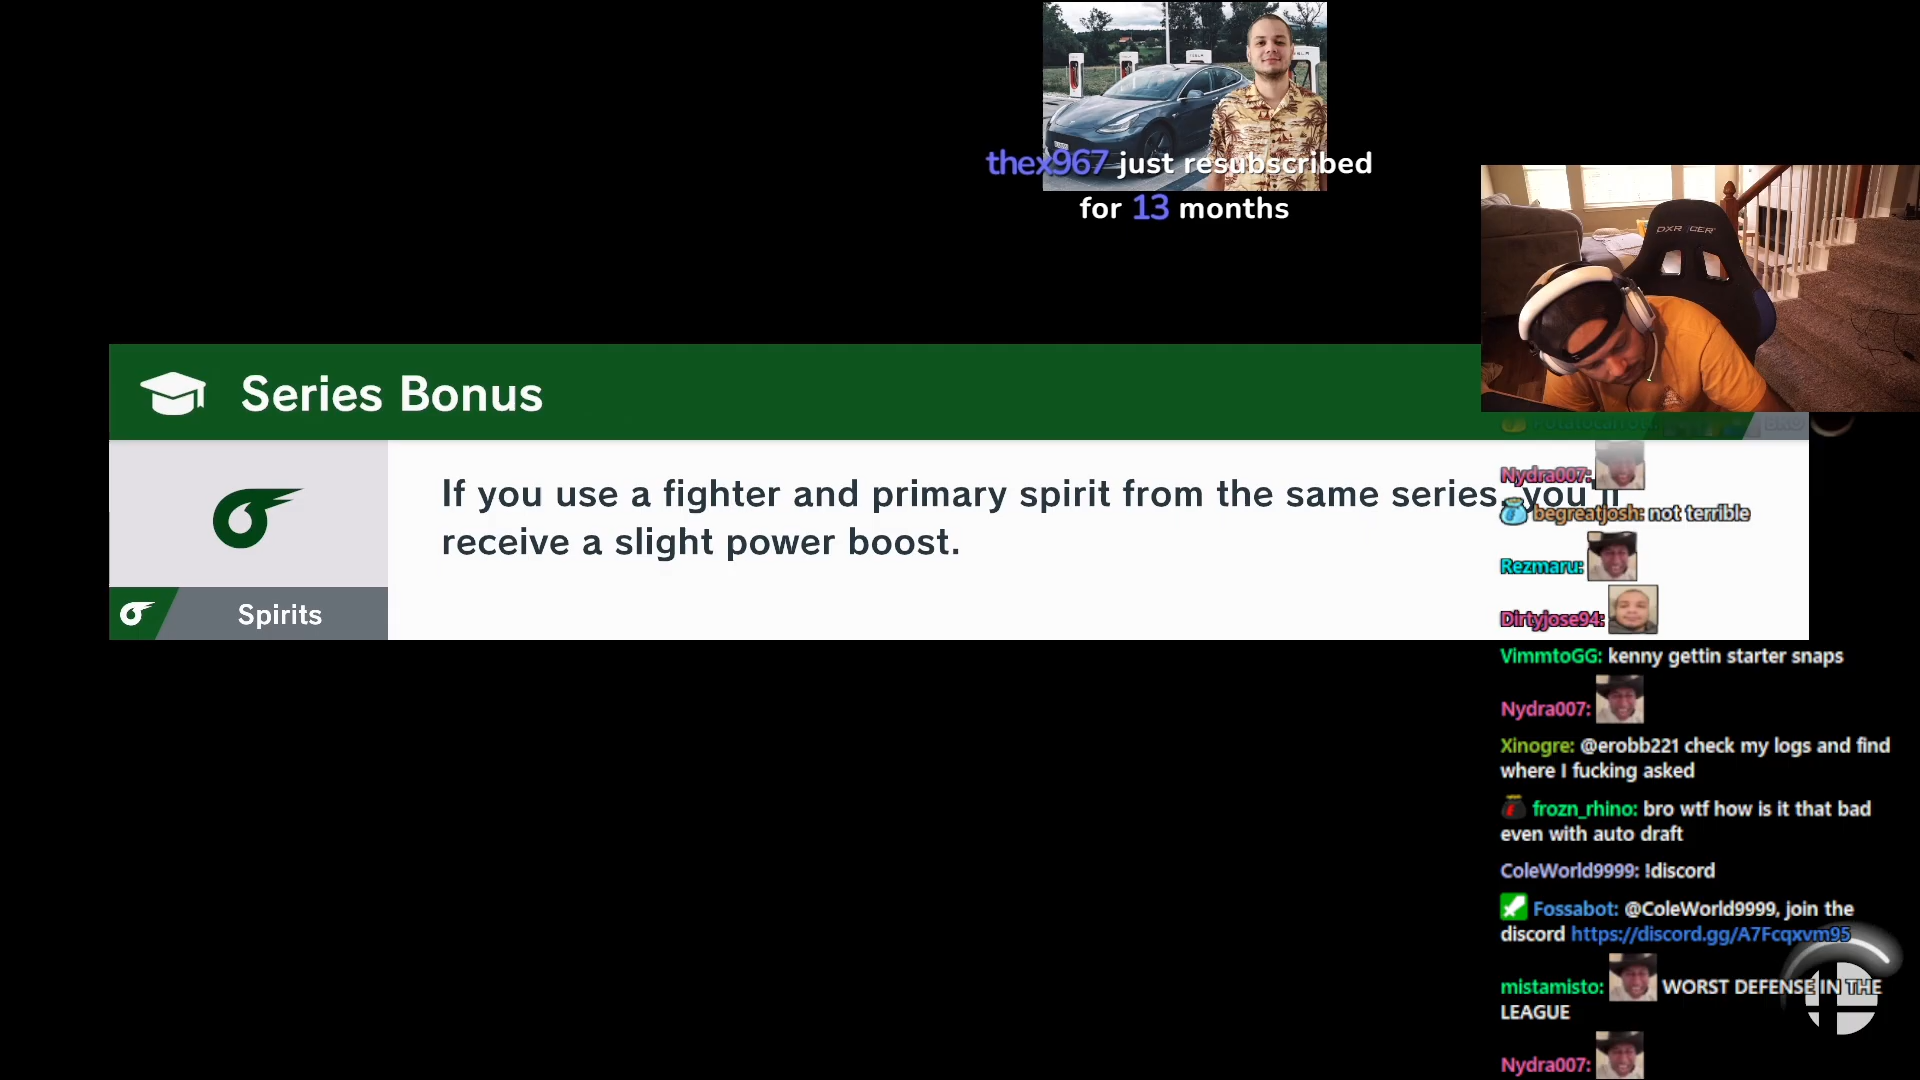 thex967 just resubscribed
for 13 months
Series Bonus
If you use a fighter and primary spirit from the same series, you'll
receive a slight power boost.
Spirits
Nydra007:
begreatjosh: not terrible
Rezmaru:
Dirtyjose94:
VimmtoGG: kenny gettin starter snaps
Nydra007:
Xinogre: @erobb221 check my logs and find
where I fucking asked
frozn_rhino: bro wtf how is it that bad
even with auto draft
ColeWorld9999: !discord
Fossabot: @ColeWorld9999, join the
discord https://discord.gg/A7Fcqxvm95
mistamisto: WORST DEFENSE IN THE
LEAGUE
Nydra007: